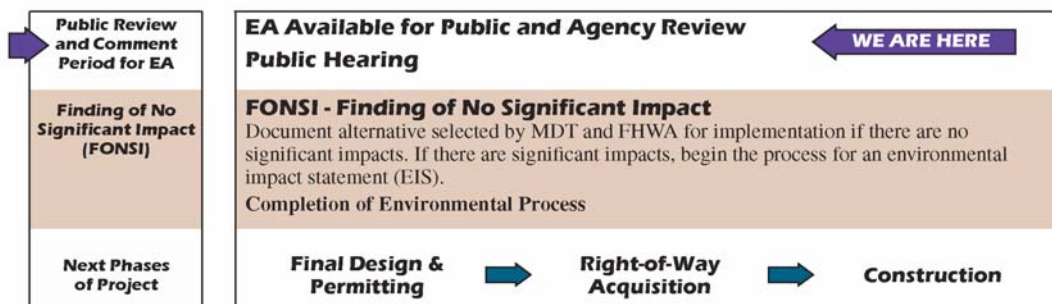 Public Review
and Comment
Period for EA
EA Available for Public and Agency Review
Public Hearing
WE ARE HERE
Finding of No
Significant Impact
(FONSI)
FONSI - Finding of No Significant Impact
Document alternative selected by MDT and FHWA for implementation if there are no
significant impacts. If there are significant impacts, begin the process for an environmental
impact statement (EIS).
Completion of Environmental Process
Next Phases
of Project
Final Design &
Permitting
Right-of-Way
Acquisition
Construction